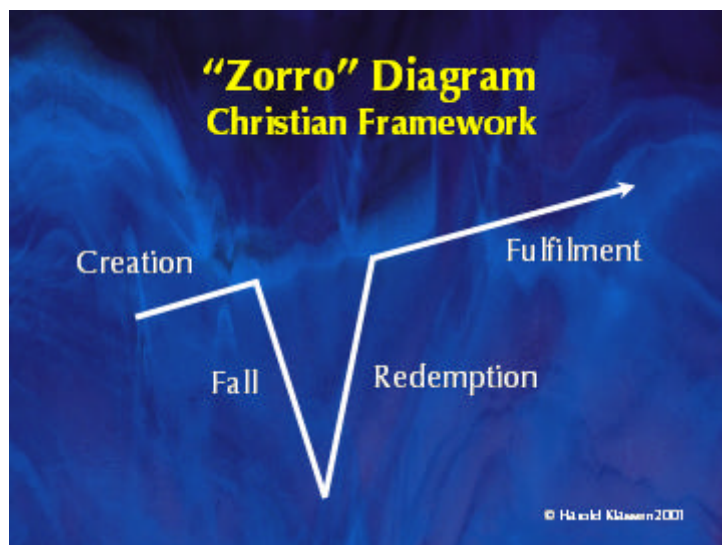 “Zorro” Diagram
Christian Framework
Creation
Fulfilment
Fall
Redemption
© Harold Klassen 2001